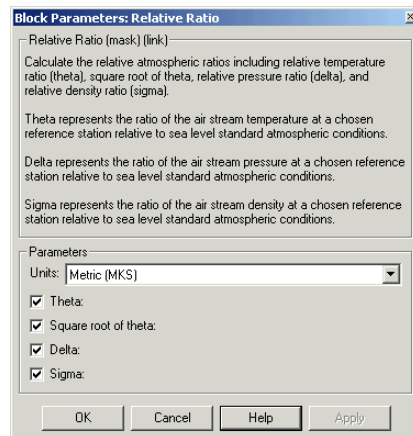 Block Parameters: Relative Ratio
Relative Ratio (mask) (link)
Calculate the relative atmospheric ratios including relative temperature
ratio (theta), square root of theta, relative pressure ratio (delta), and
relative density ratio (sigma).
Theta represents the ratio of the air stream temperature at a chosen
reference station relative to sea level standard atmospheric conditions.
Delta represents the ratio of the air stream pressure at a chosen reference
station relative to sea level standard atmospheric conditions.
Sigma represents the ratio of the air stream density at a chosen reference
station relative to sea level standard atmospheric conditions.
Parameters
Units: Metric (MKS)
Theta:
Square root of theta:
Delta:
Sigma:
OK Cancel Help Apply